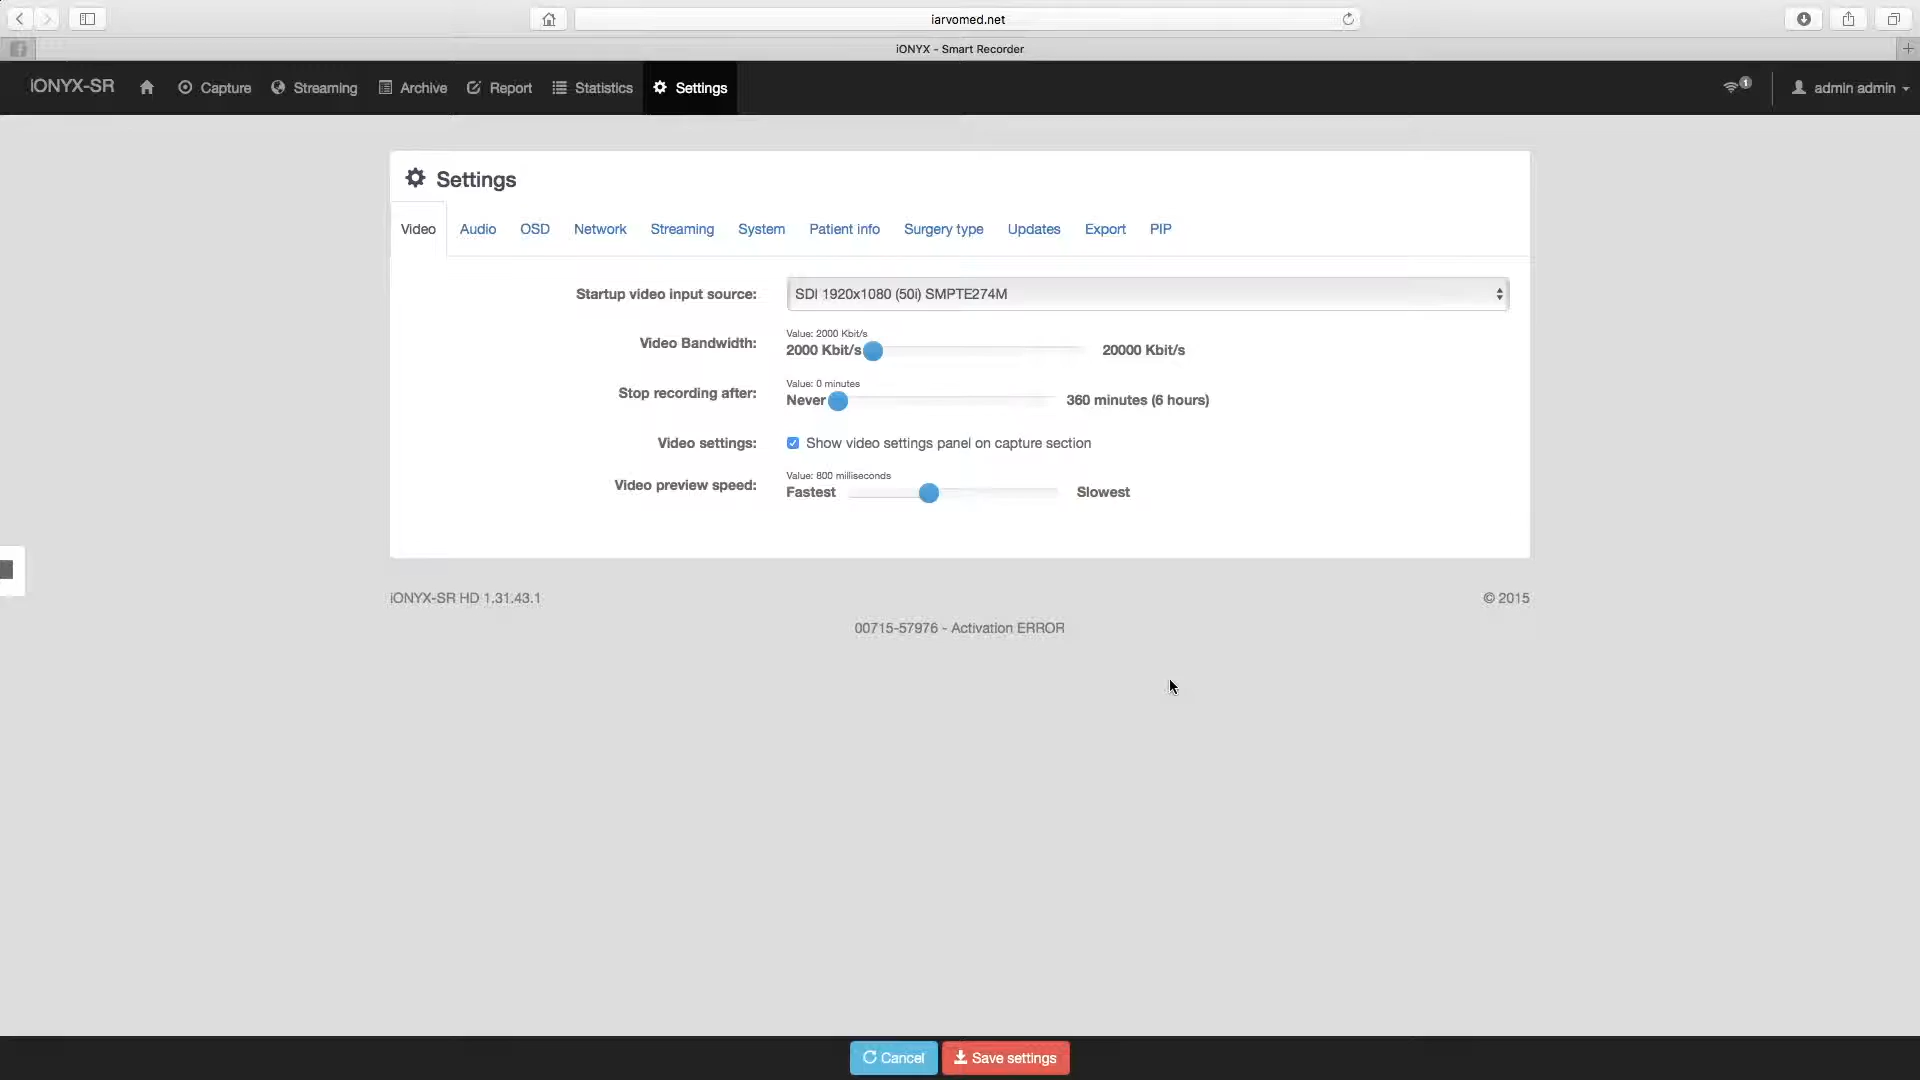 iarvomed.net
iONYX - Smart Recorder
iONYX-SR Capture Streaming Archive Report Statistics Settings 1 admin admin
Settings
Video Audio OSD Network Streaming System Patient info Surgery type Updates Export PIP
Startup video input source: SDI 1920x1080 (50i) SMPTE274M
Value: 2000 Kbit/s
Video Bandwidth: 2000 Kbit/s 20000 Kbit/s
Value: 0 minutes
Stop recording after: Never 360 minutes (6 hours)
Video settings: Show video settings panel on capture section
Value: 800 milliseconds
Video preview speed: Fastest Slowest
iONYX-SR HD 1.31.43.1 © 2015
00715-57976 - Activation ERROR
Cancel Save settings